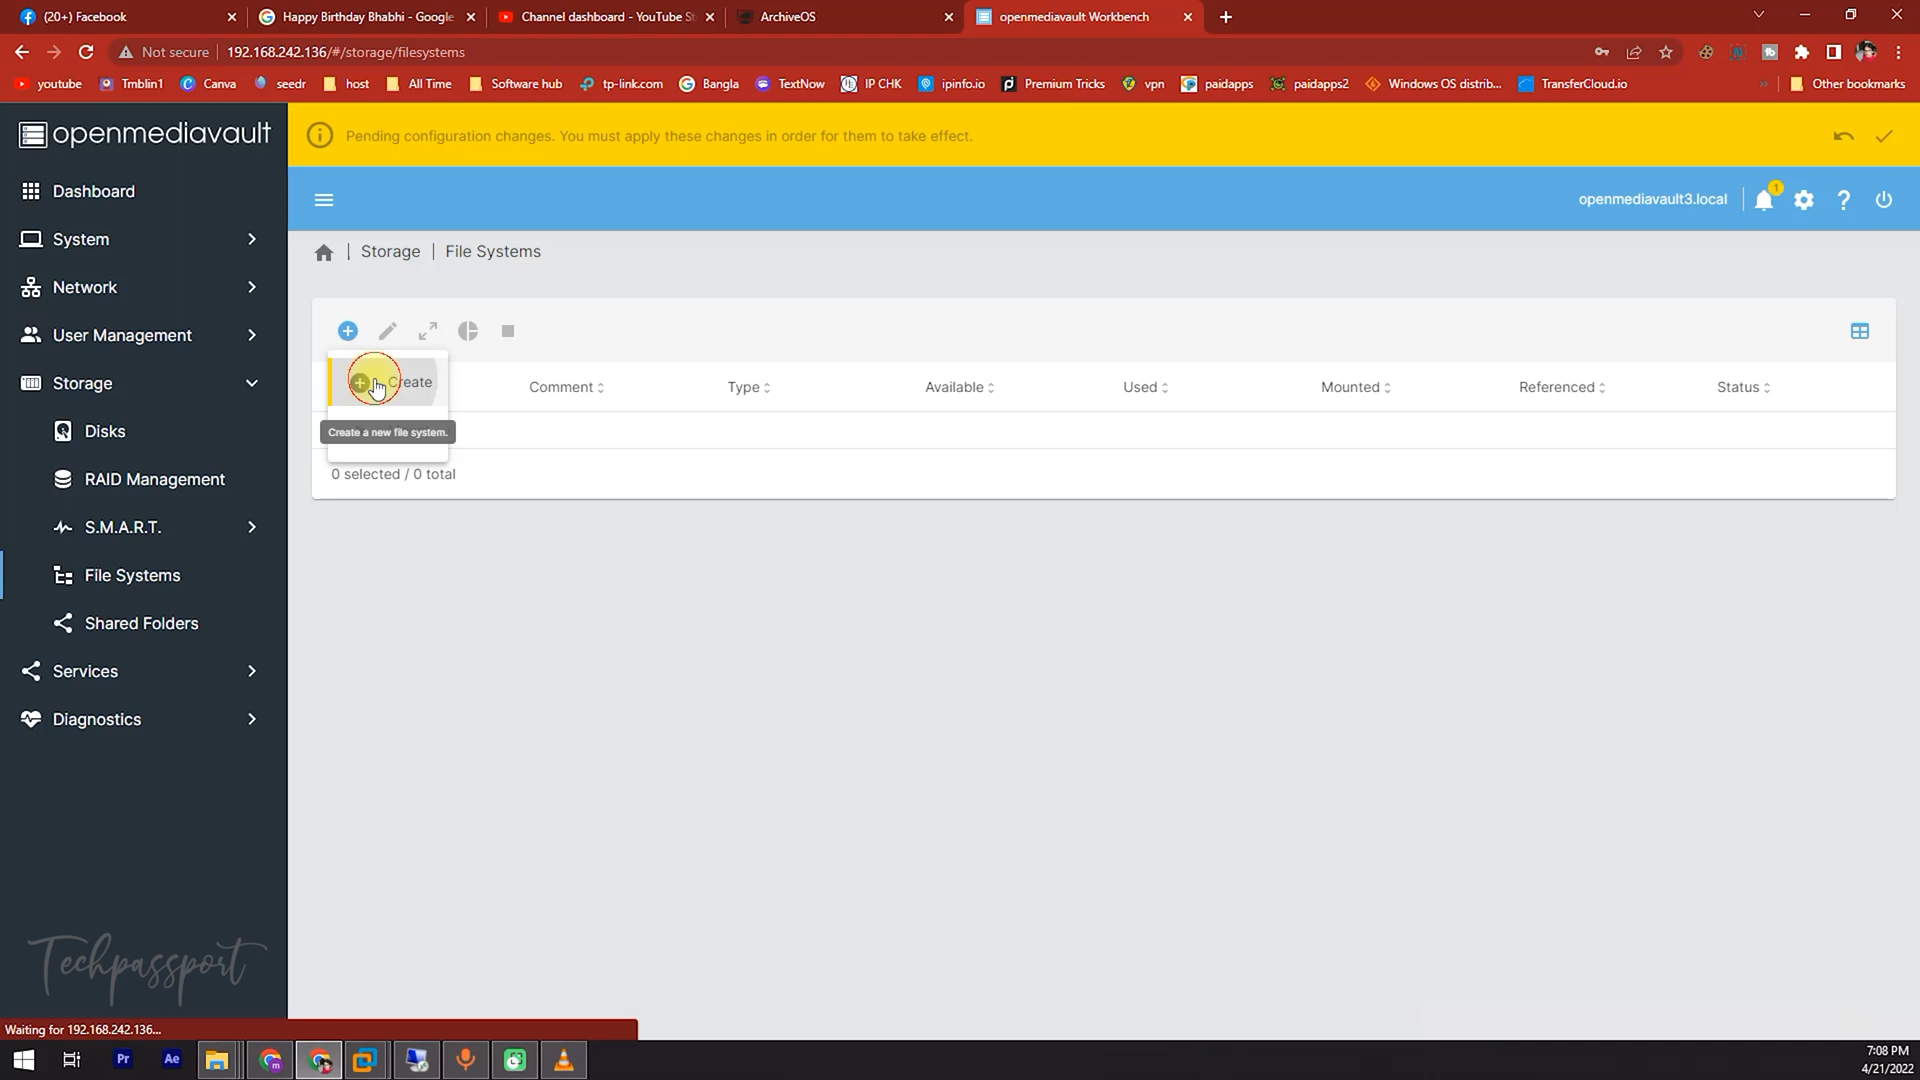 (20+) Facebook
Happy Birthday Bhabhi - Google
Channel dashboard - YouTube St
ArchiveOS
openmediavault Workbench
Not secure
192.168.242.136/#/storage/filesystems
youtube
Tmblin1
Canva
seedr
host
All Time
Software hub
tp-link.com
Bangla
TextNow
IP CHK
ipinfo.io
Premium Tricks
vpn
paidapps
paidapps2
Windows OS distrib...
TransferCloud.io
Other bookmarks
openmediavault
Pending configuration changes. You must apply these changes in order for them to take effect.
Dashboard
System
Network
User Management
Storage
Disks
RAID Management
S.M.A.R.T.
File Systems
Shared Folders
Services
Diagnostics
openmediavault3.local
1
Storage | File Systems
Create
Create a new file system.
Comment
Type
Available
Used
Mounted
Referenced
Status
0 selected / 0 total
Techpassport
Waiting for 192.168.242.136...
Pr
Ae
7:08 PM
4/21/2022